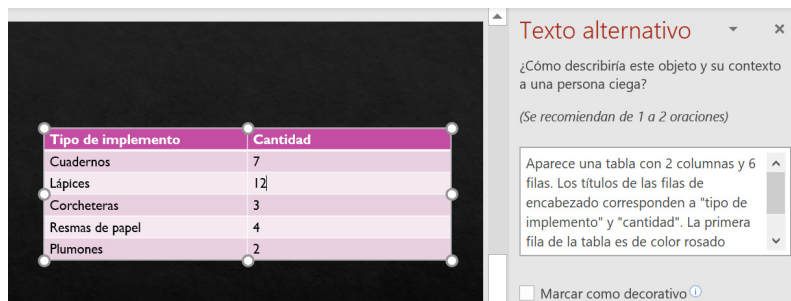 Texto alternativo
¿Cómo describiría este objeto y su contexto
a una persona ciega?
(Se recomiendan de 1 a 2 oraciones)
Aparece una tabla con 2 columnas y 6
filas. Los títulos de las filas de
encabezado corresponden a "tipo de
implemento" y "cantidad". La primera
fila de la tabla es de color rosado
Marcar como decorativo
Tipo de implemento Cantidad
Cuadernos 7
Lápices 12
Corcheteras 3
Resmas de papel 4
Plumones 2